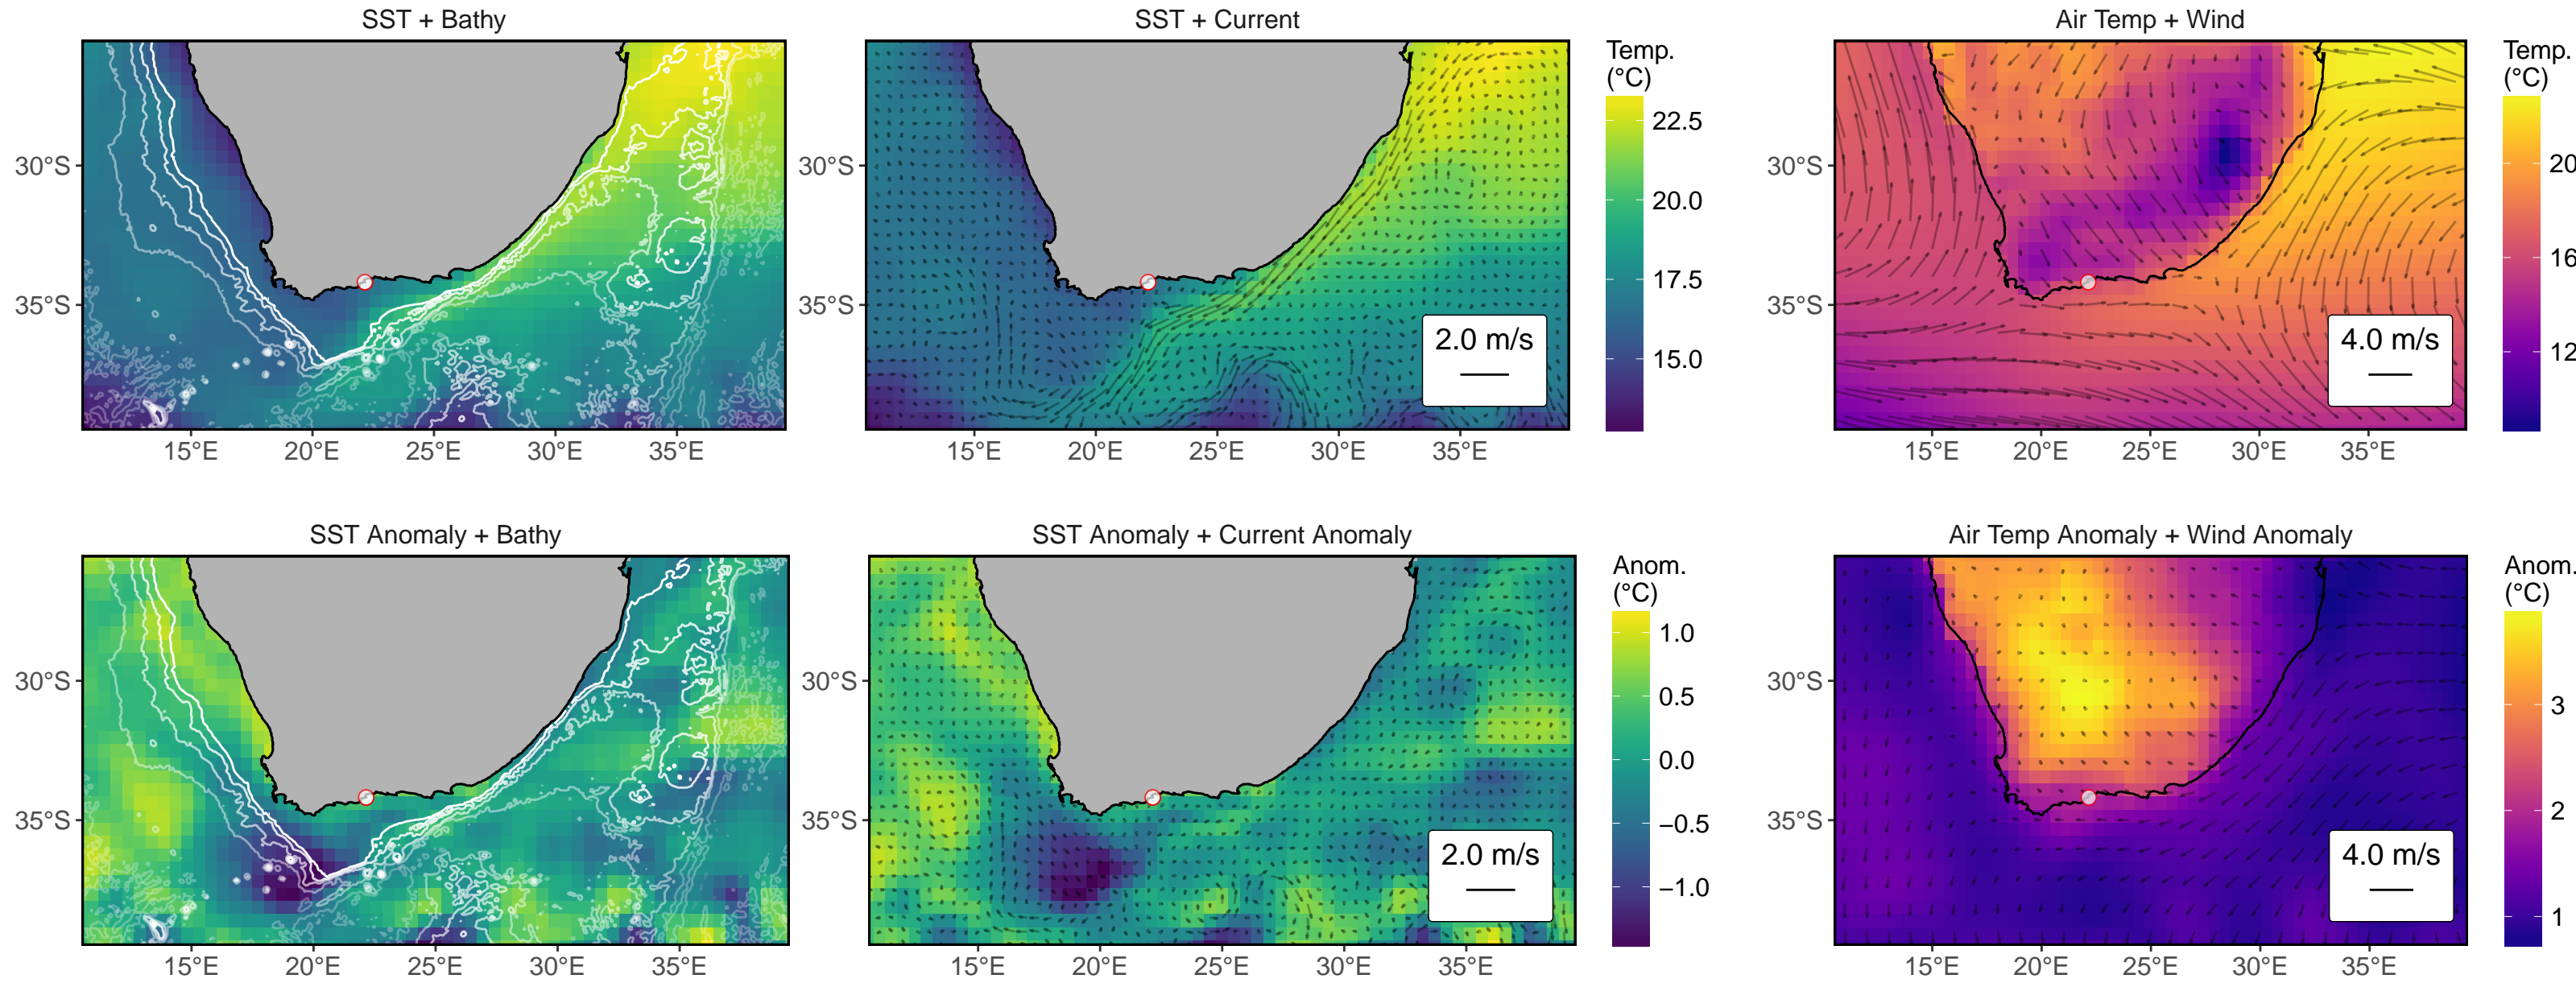 SST + Bathy
SST + Current
Air Temp + Wind
30°S
35°S
15°E 20°E 25°E 30°E 35°E
30°S
35°S
2.0 m/s
15°E 20°E 25°E 30°E 35°E
Temp.
(°C)
22.5
20.0
17.5
15.0
30°S
35°S
4.0 m/s
15°E 20°E 25°E 30°E 35°E
Temp.
(°C)
20
16
12
SST Anomaly + Bathy
SST Anomaly + Current Anomaly
Air Temp Anomaly + Wind Anomaly
30°S
35°S
15°E 20°E 25°E 30°E 35°E
30°S
35°S
2.0 m/s
15°E 20°E 25°E 30°E 35°E
Anom.
(°C)
1.0
0.5
0.0
−0.5
−1.0
30°S
35°S
4.0 m/s
15°E 20°E 25°E 30°E 35°E
Anom.
(°C)
3
2
1